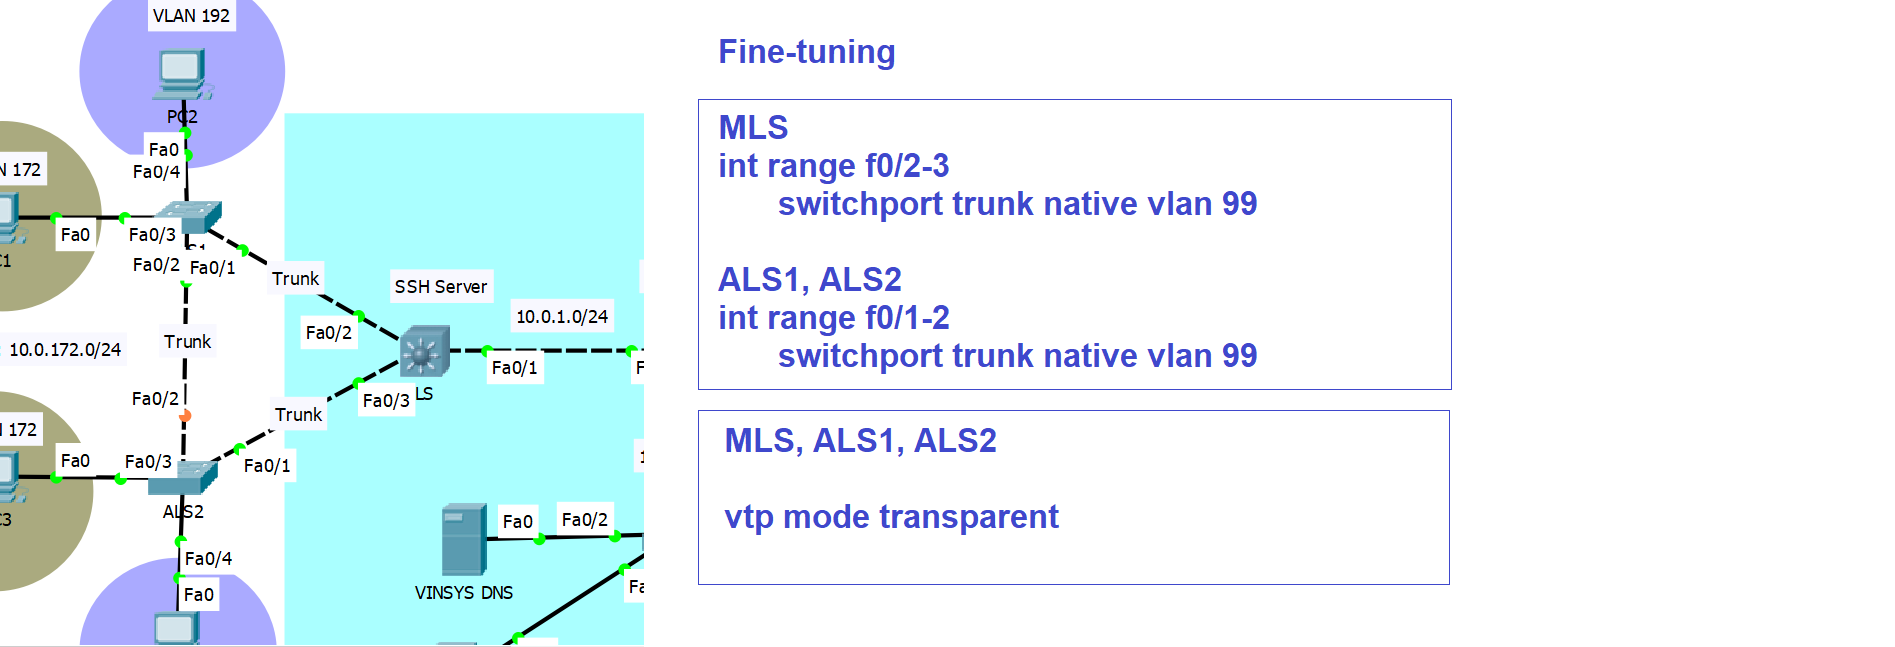 VLAN 192
PC2
Fa0
Fa0/4
N 172
Fa0
Fa0/3
C1
S1
Fa0/2
Fa0/1
Trunk
SSH Server
10.0.1.0/24
Fa0/2
Trunk
10.0.172.0/24
Fa0/1
F
Fa0/2
Fa0/3
LS
Trunk
172
Fa0
Fa0/3
Fa0/1
C3
ALS2
Fa0
Fa0/2
Fa0/4
Fa0
VINSYS DNS
Fa
Fine-tuning
MLS
int range f0/2-3
switchport trunk native vlan 99
ALS1, ALS2
int range f0/1-2
switchport trunk native vlan 99
MLS, ALS1, ALS2
vtp mode transparent